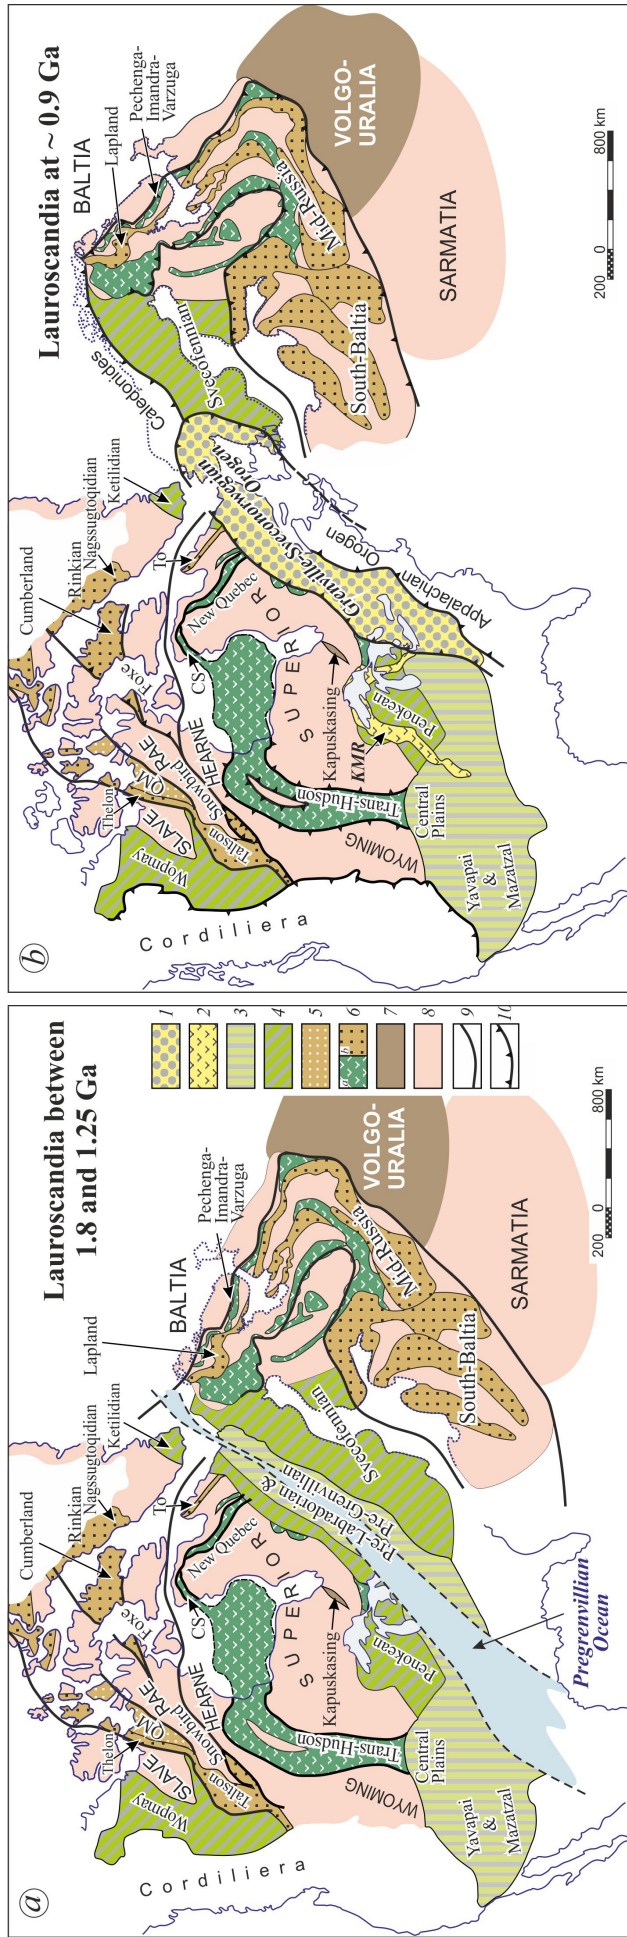 a
Lauroscandia between
1.8 and 1.25 Ga
Cordiliera
Wopmay
SLAVE
Thelon
QM
RAE
Talson
Snowbird
HEARNE
Foxe
Cumberland
Rinkian
Nagssugtoqidian
Ketilidian
To
CS
New Quebec
SUPERIOR
Kapuskasing
Trans-Hudson
WYOMING
Central
Plains
Penokean
Yavapai
&
Mazatzal
Pre-Labradorian &
Pre-Grenvillian
Pregrenvillian
Ocean
BALTIA
Lapland
Pechenga-
Imandra-
Varzuga
Svecofennian
Mid-Russia
South-Baltia
VOLGO-
URALIA
SARMATIA
200 0 800 km
1
2
3
4
5
a b 6
7
8
9
10
b
Lauroscandia at ~ 0.9 Ga
Cordiliera
Wopmay
SLAVE
Thelon
QM
RAE
Talson
Snowbird
HEARNE
Foxe
Cumberland
Rinkian
Nagssugtoqidian
Ketilidian
To
CS
New Quebec
SUPERIOR
Kapuskasing
KMR
Trans-Hudson
WYOMING
Central
Plains
Penokean
Yavapai
&
Mazatzal
Grenville-Sveconorwegian
Orogen
Appalachian
Orogen
Caledonides
BALTIA
Lapland
Pechenga-
Imandra-
Varzuga
Svecofennian
Mid-Russia
South-Baltia
VOLGO-
URALIA
SARMATIA
200 0 800 km